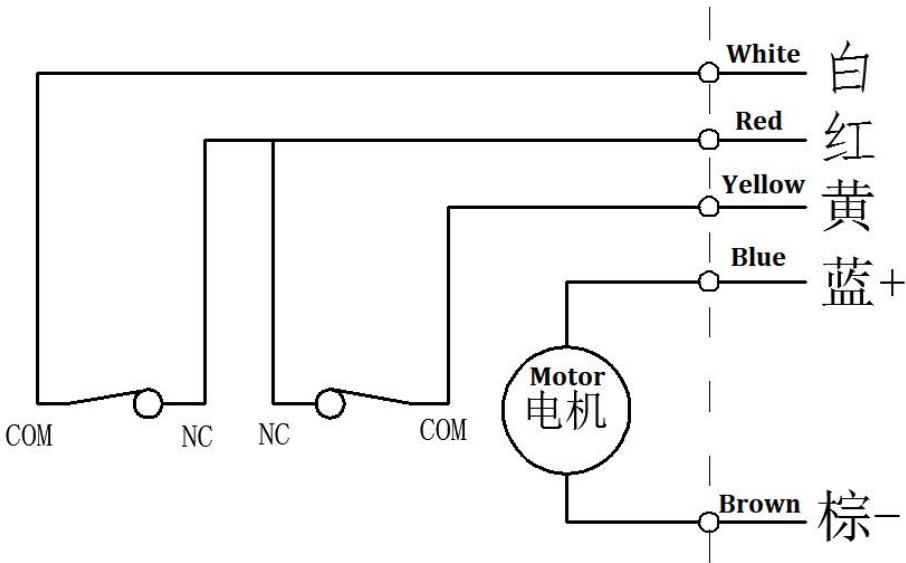 White 白
Red 红
Yellow 黄
Blue 蓝+
Motor
电机
COM NC NC COM
Brown 棕-